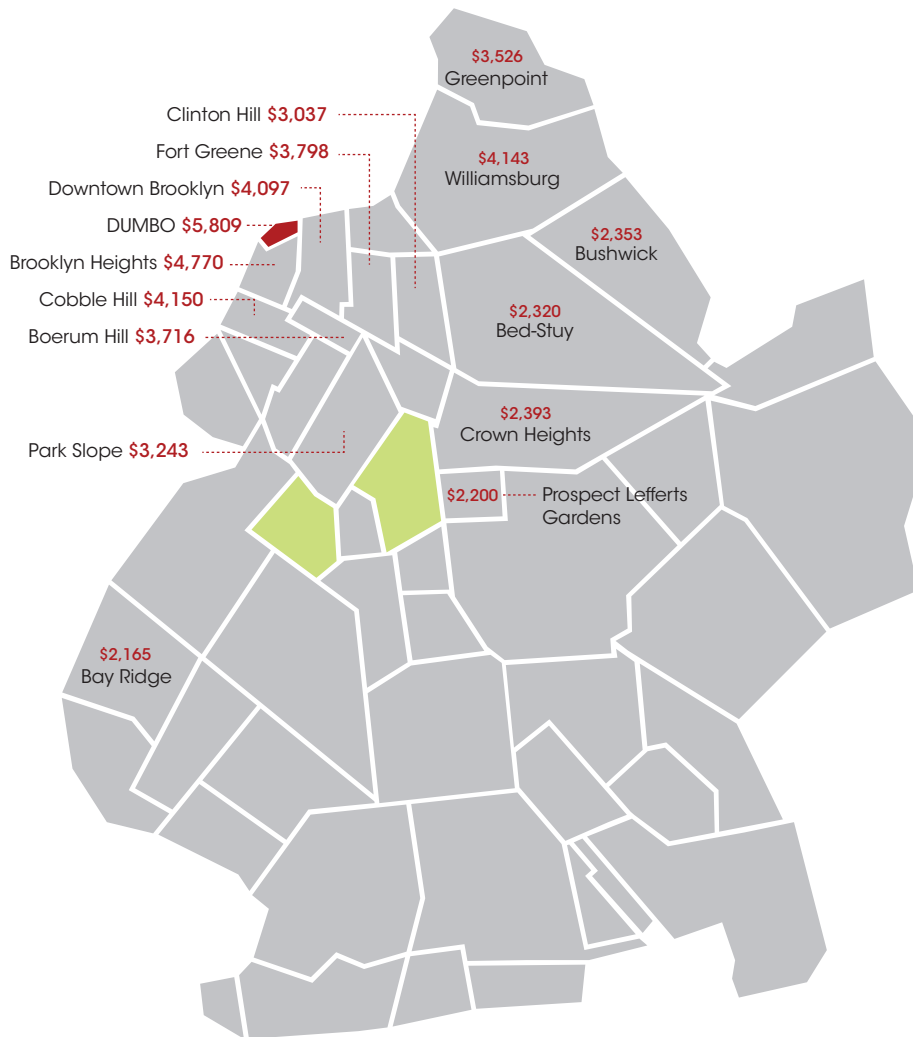 $3,526
Greenpoint
Clinton Hill $3,037
Fort Greene $3,798
$4,143
Williamsburg
Downtown Brooklyn $4,097
DUMBO $5,809
$2,353
Bushwick
Brooklyn Heights $4,770
Cobble Hill $4,150
$2,320
Bed-Stuy
Boerum Hill $3,716
$2,393
Crown Heights
Park Slope $3,243
$2,200 Prospect Lefferts
Gardens
$2,165
Bay Ridge